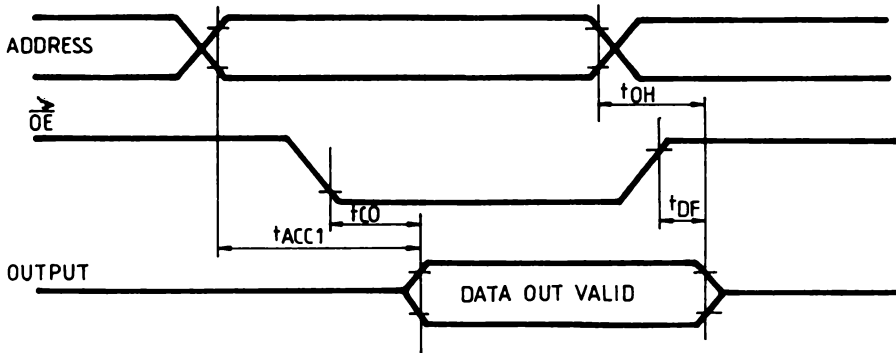 ADDRESS
tOH
OE
tCO
tDF
tACC1
OUTPUT
DATA OUT VALID